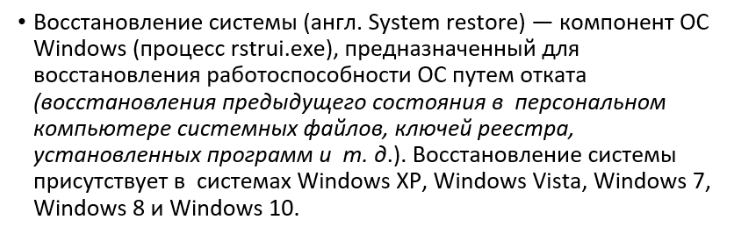 • Восстановление системы (англ. System restore) — компонент ОС
Windows (процесс rstrui.exe), предназначенный для
восстановления работоспособности ОС путем отката
(восстановления предыдущего состояния в персональном
компьютере системных файлов, ключей реестра,
установленных программ и т. д.). Восстановление системы
присутствует в системах Windows XP, Windows Vista, Windows 7,
Windows 8 и Windows 10.